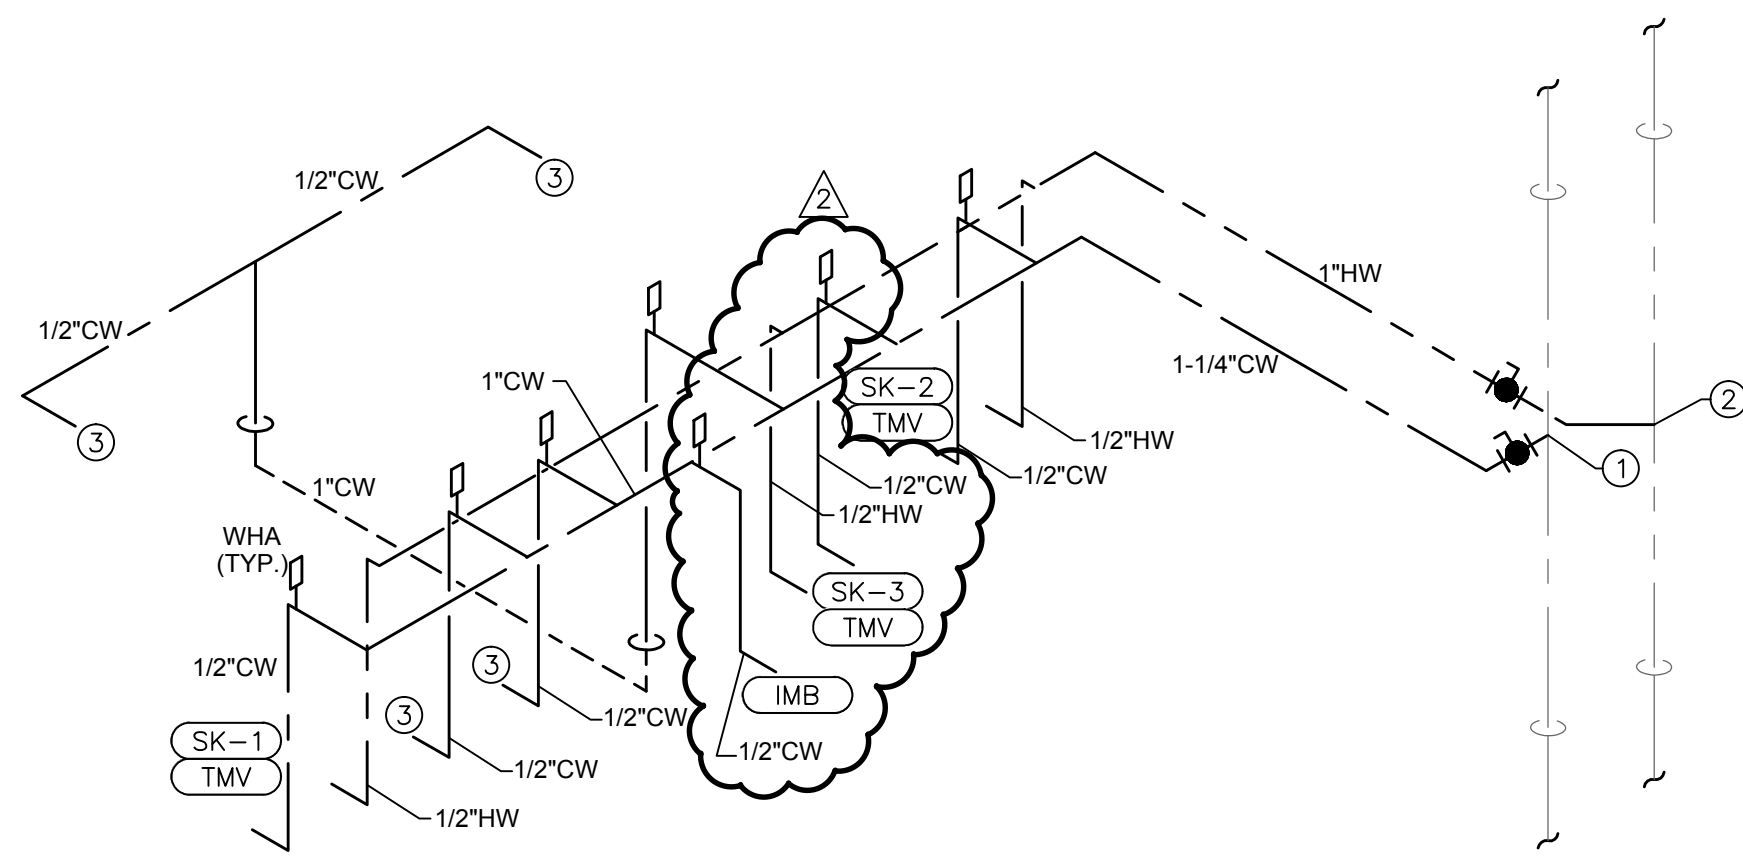 1/2"CW
3
2
1"HW
1/2"CW
3
1-1/4"CW
SK-2
TMV
1"CW
2
1/2"HW
1
1/2"CW
1/2"CW
1"CW
1/2"HW
WHA
(TYP.)
SK-3
TMV
1/2"CW
3
IMB
3
1/2"CW
SK-1
TMV
1/2"CW
1/2"CW
1/2"HW